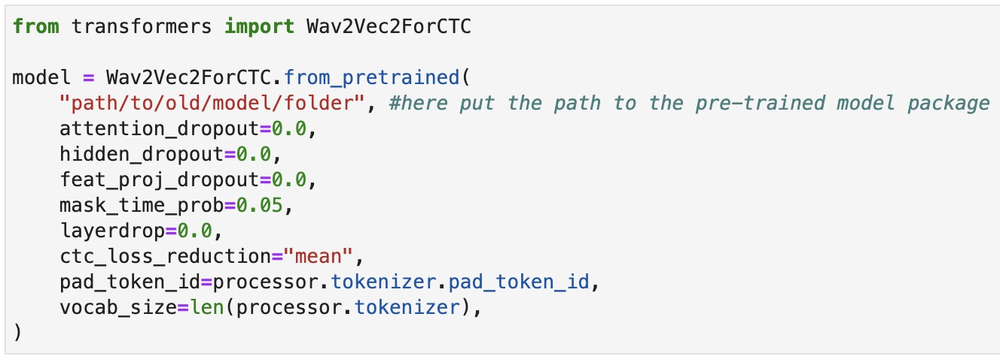 from transformers import Wav2Vec2ForCTC
model = Wav2Vec2ForCTC.from_pretrained(
    "path/to/old/model/folder", #here put the path to the pre-trained model package
    attention_dropout=0.0,
    hidden_dropout=0.0,
    feat_proj_dropout=0.0,
    mask_time_prob=0.05,
    layerdrop=0.0,
    ctc_loss_reduction="mean",
    pad_token_id=processor.tokenizer.pad_token_id,
    vocab_size=len(processor.tokenizer),
)